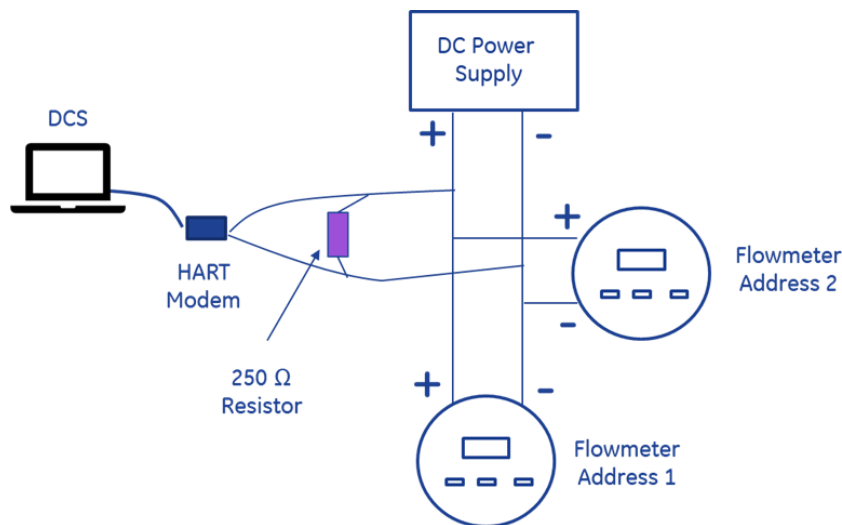 DC Power
Supply
DCS
+
-
+
HART
Modem
Flowmeter
Address 2
-
250 Ω
Resistor
+
-
Flowmeter
Address 1